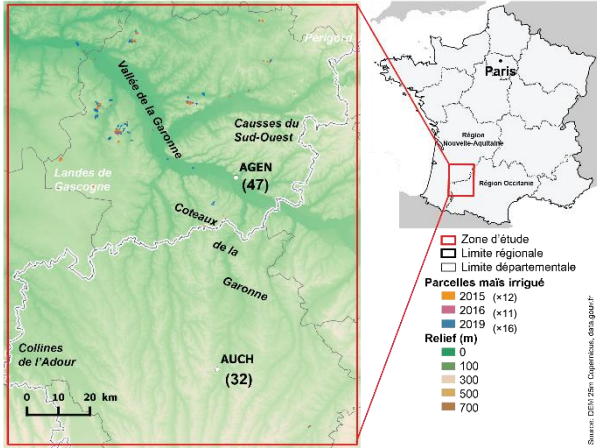 Périgord
Vallée de la Garonne
Causses du
Sud-Ouest
AGEN
(47)
Landes de
Gascogne
Coteaux
de la
Garonne
Collines
de l'Adour
AUCH
(32)
0 10 20 km
Paris
Région
Nouvelle-Aquitaine
Région Occitanie
Zone d'étude
Limite régionale
Limite départementale
Parcelles maïs irrigué
2015 (×12)
2016 (×11)
2019 (×16)
Relief (m)
0
100
300
500
700
Source: DEM 25m Copernicus, data.gouv.fr